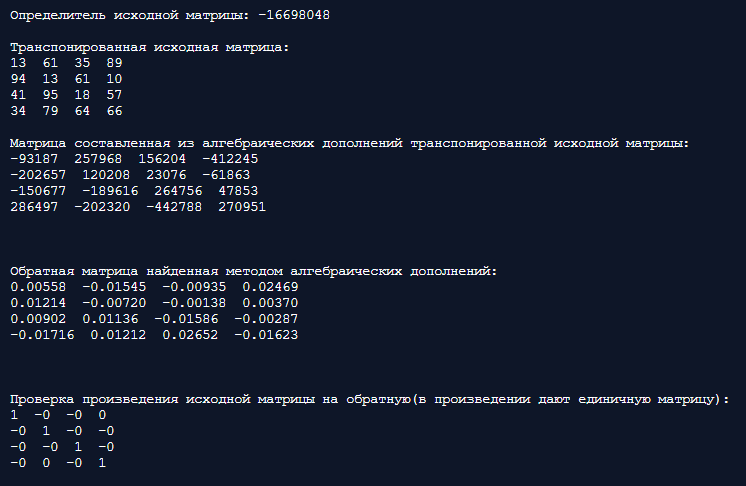 Определитель исходной матрицы: -16698048
Транспонированная исходная матрица:
13 61 35 89
94 13 61 10
41 95 18 57
34 79 64 66
Матрица составленная из алгебраических дополнений транспонированной исходной матрицы:
-93187 257968 156204 -412245
-202657 120208 23076 -61863
-150677 -189616 264756 47853
286497 -202320 -442788 270951
Обратная матрица найденная методом алгебраических дополнений:
0.00558 -0.01545 -0.00935 0.02469
0.01214 -0.00720 -0.00138 0.00370
0.00902 0.01136 -0.01586 -0.00287
-0.01716 0.01212 0.02652 -0.01623
Проверка произведения исходной матрицы на обратную(в произведении дают единичную матрицу):
1 -0 -0 0
-0 1 -0 -0
-0 -0 1 -0
-0 0 -0 1